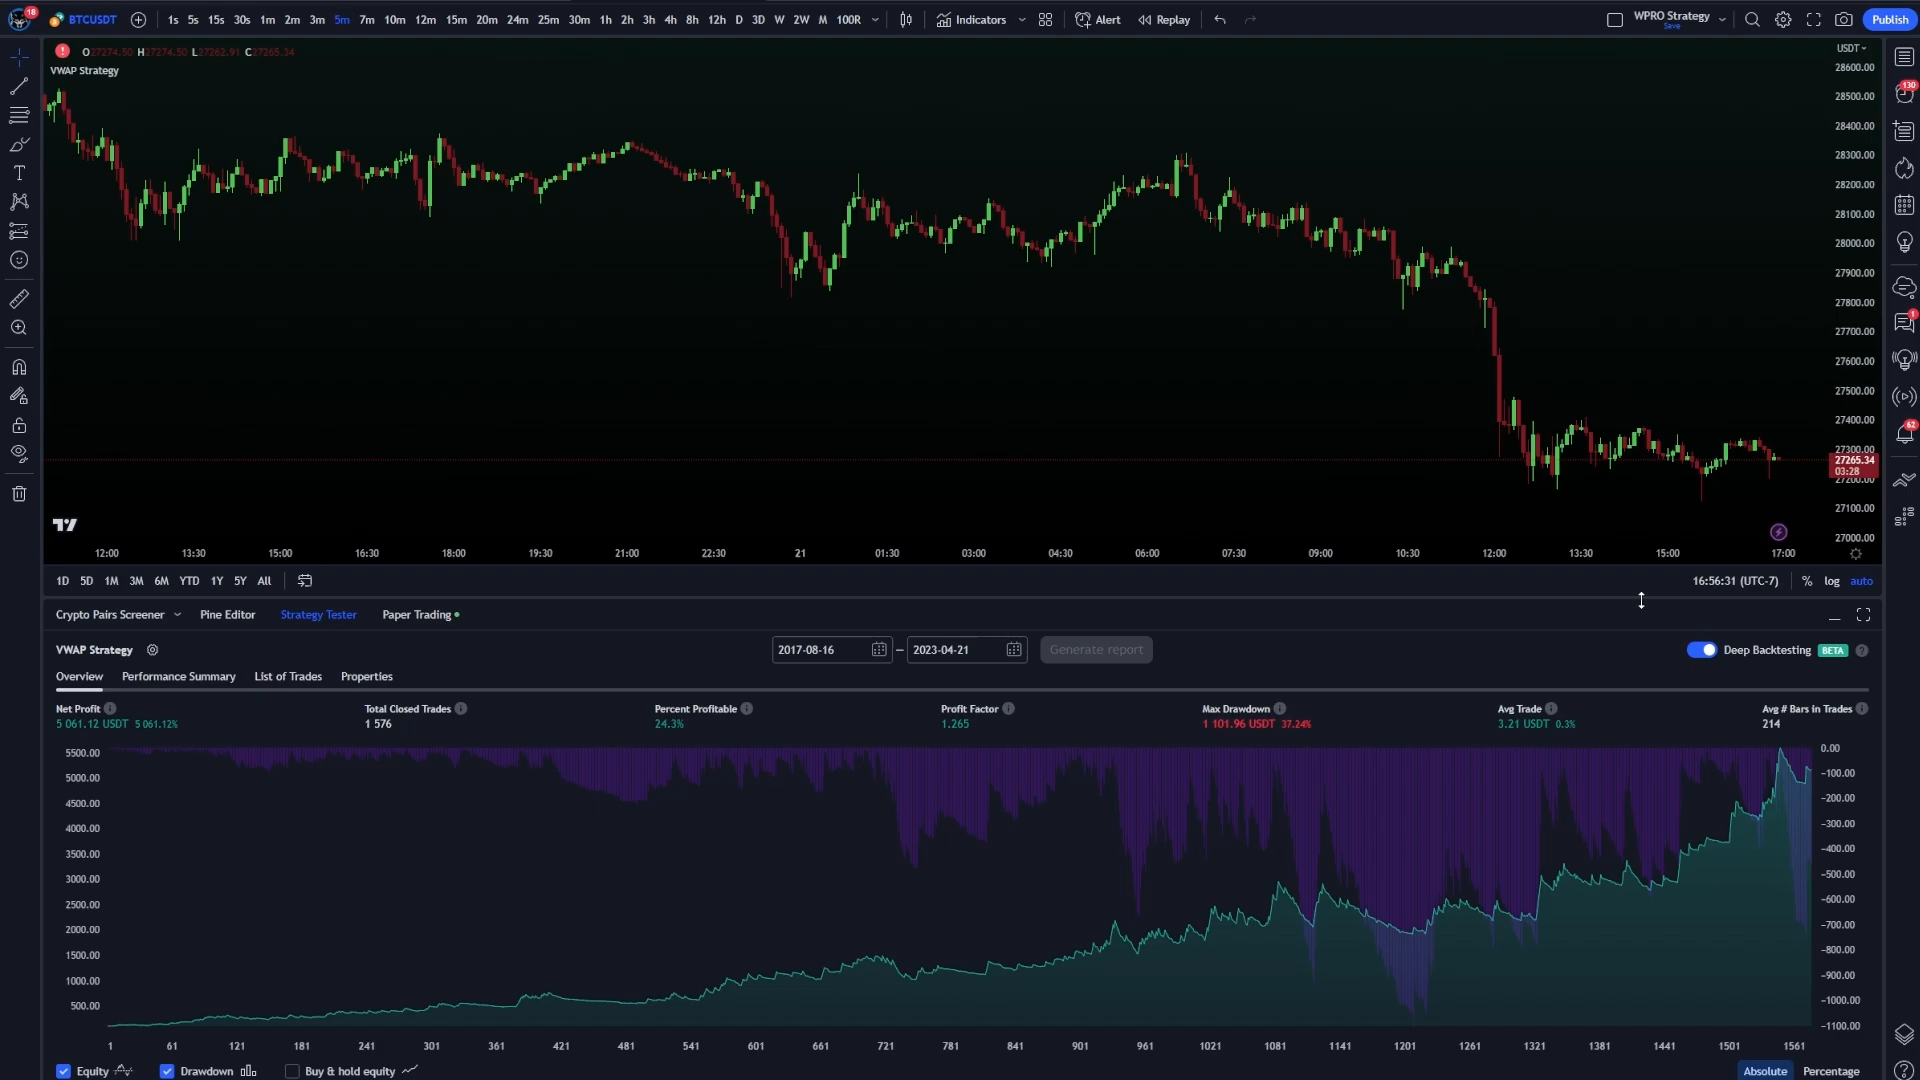 18 BTCUSDT 1s 5s 15s 30s 1m 2m 3m 5m 7m 10m 12m 15m 20m 24m 25m 30m 1h 2h 3h 4h 8h 12h D 3D W 2W M 100R Indicators Alert Replay WPRO Strategy Publish
Save
O27274.50 H27274.50 L27262.91 C27265.34 USDT
VWAP Strategy
28600.00
28500.00
130
28400.00
28300.00
28200.00
28100.00
28000.00
27900.00
27800.00
1
27700.00
27600.00
27500.00
27400.00
62
27300.00
27265.34
03:28
27200.00
27100.00
27000.00
12:00 13:30 15:00 16:30 18:00 19:30 21:00 22:30 21 01:30 03:00 04:30 06:00 07:30 09:00 10:30 12:00 13:30 15:00 17:00
1D 5D 1M 3M 6M YTD 1Y 5Y All 16:56:31 (UTC-7) % log auto
Crypto Pairs Screener Pine Editor Strategy Tester Paper Trading
VWAP Strategy 2017-08-16 – 2023-04-21 Generate report Deep Backtesting BETA
Overview Performance Summary List of Trades Properties
Net Profit Total Closed Trades Percent Profitable Profit Factor Max Drawdown Avg Trade Avg # Bars in Trades
5 061.12 USDT 5 061.12% 1 576 24.3% 1.265 1 101.96 USDT 37.24% 3.21 USDT 0.3% 214
5500.00 0.00
5000.00 −100.00
4500.00 −200.00
4000.00 −300.00
3500.00 −400.00
3000.00 −500.00
2500.00 −600.00
2000.00 −700.00
1500.00 −800.00
1000.00 −900.00
500.00 −1000.00
−1100.00
1 61 121 181 241 301 361 421 481 541 601 661 721 781 841 901 961 1021 1081 1141 1201 1261 1321 1381 1441 1501 1561
Equity Drawdown Buy & hold equity Absolute Percentage